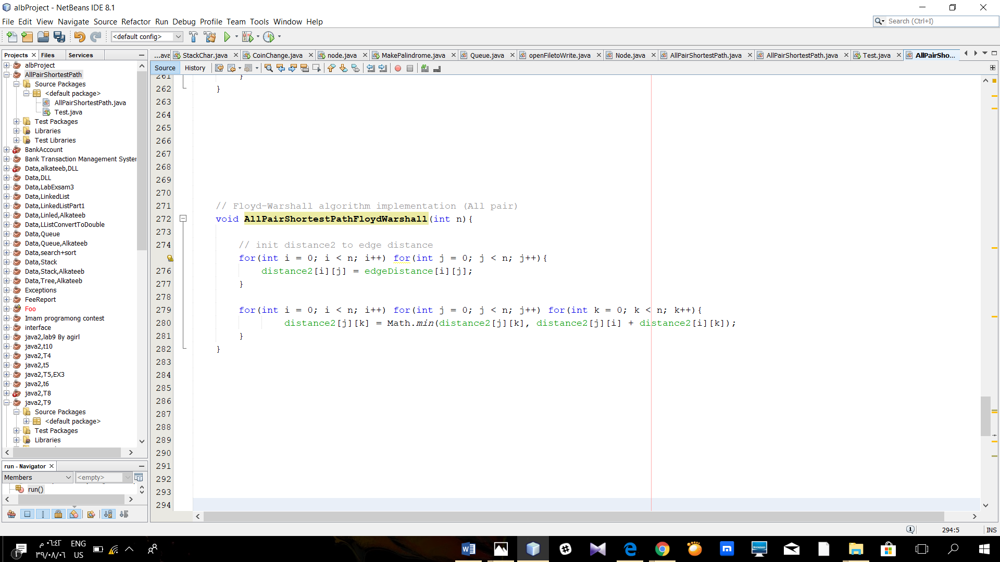 albProject - NetBeans IDE 8.1
File Edit View Navigate Source Refactor Run Debug Profile Team Tools Window Help
Search (Ctrl+I)
<default config>
Projects Files Services
...ava StackChar.java CoinChange.java node.java MakePalindrome.java Queue.java openFiletoWrite.java Node.java AllPairShortestPath.java AllPairShortestPath.java Test.java AllPairSho...
Source History
albProject
AllPairShortestPath
Source Packages
<default package>
AllPairShortestPath.java
Test.java
Test Packages
Libraries
Test Libraries
BankAccount
Bank Transaction Management Syster
Data,alkateeb,DLL
Data,DLL
Data,LabExsam3
Data,LinkedList
Data,LinkedListPart1
Data,Linled,Alkateeb
Data,LListConvertToDouble
Data,Queue
Data,Queue,Alkateeb
Data,search+sort
Data,Stack
Data,Stack,Alkateeb
Data,Tree,Alkateeb
Exceptions
FeeReport
Foo
Imam programong contest
interface
java2,lab9 By agirl
java2,t10
java2,T4
java2,t5
java2,T5,EX3
java2,t6
java2,T8
java2,T9
Source Packages
<default package>
Test Packages
Libraries
run - Navigator
Members <empty>
run()
261 }
262 }
263
264
265
266
267
268
269
270
271 // Floyd-Warshall algorithm implementation (All pair)
272 void AllPairShortestPathFloydWarshall(int n){
273
274 // init distance2 to edge distance
for(int i = 0; i < n; i++) for(int j = 0; j < n; j++){
276 distance2[i][j] = edgeDistance[i][j];
277 }
278
279 for(int i = 0; i < n; i++) for(int j = 0; j < n; j++) for(int k = 0; k < n; k++){
280 distance2[j][k] = Math.min(distance2[j][k], distance2[j][i] + distance2[i][k]);
281 }
282 }
283
284
285
286
287
288
289
290
291
292
293
294
1 294:5 INS
١ م ٠٦:٤٢ ENG
٣٩/٠٨/٠٦ US